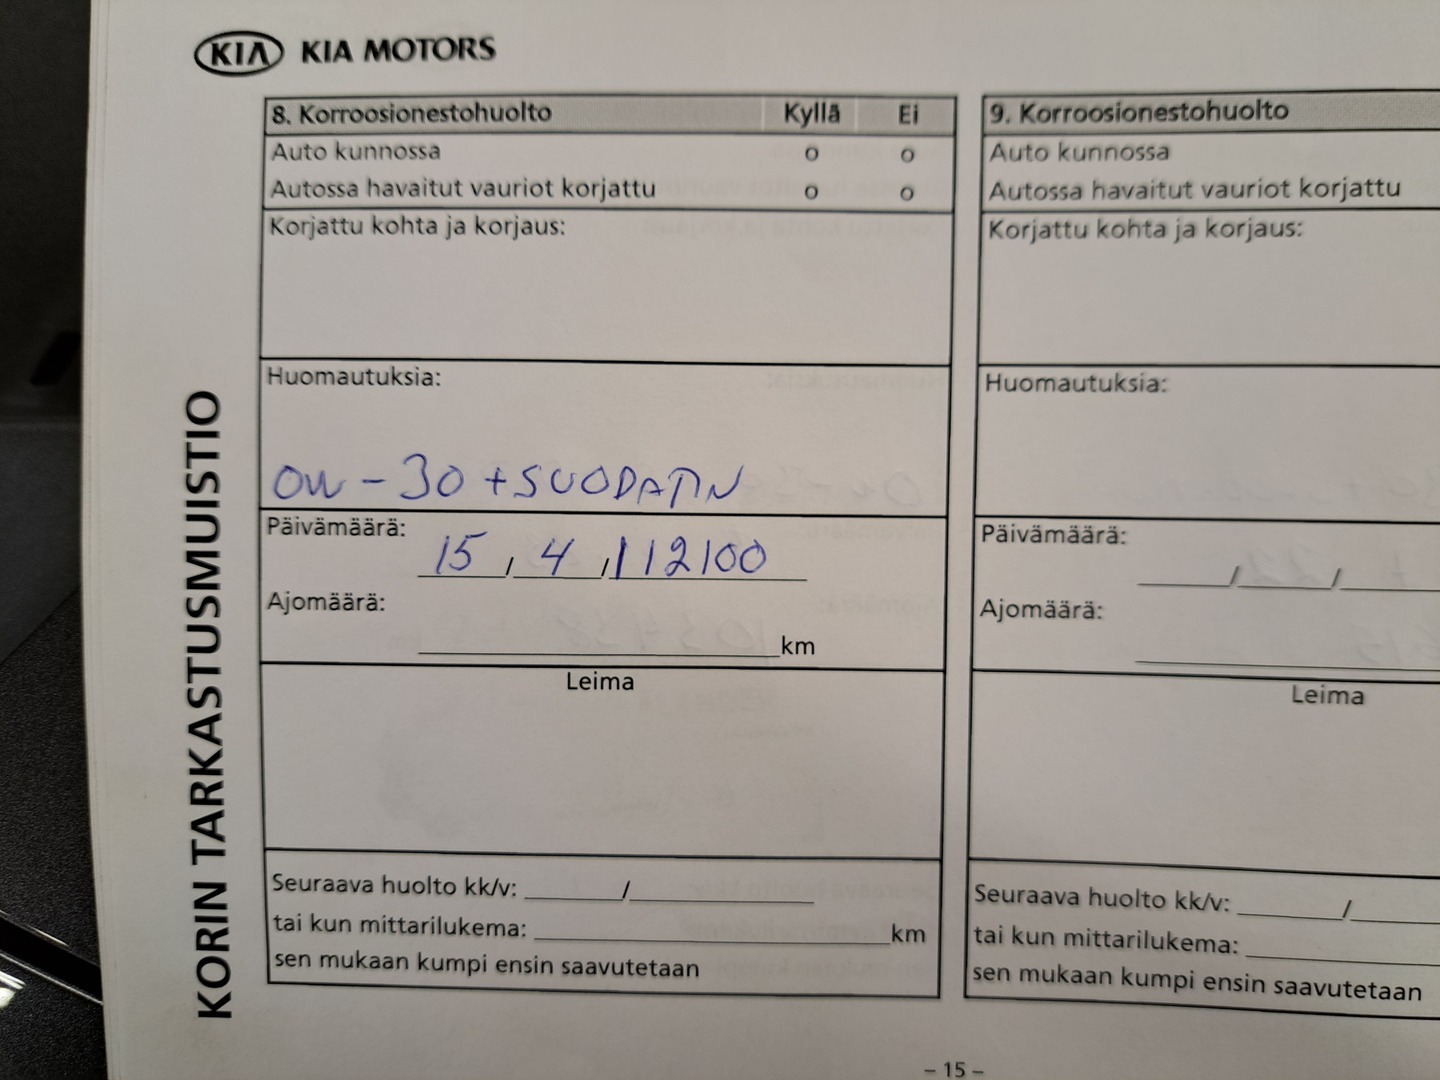 KIA KIA MOTORS
KORIN TARKASTUSMUISTIO
8. Korroosionestohuolto Kyllä Ei
Auto kunnossa o o
Autossa havaitut vauriot korjattu o o
Korjattu kohta ja korjaus:
Huomautuksia:
0W-30 +SUODATIN
Päivämäärä: 15 / 4 / 112100
Ajomäärä: km
Leima
Seuraava huolto kk/v: /
tai kun mittarilukema: km
sen mukaan kumpi ensin saavutetaan
9. Korroosionestohuolto
Auto kunnossa
Autossa havaitut vauriot korjattu
Korjattu kohta ja korjaus:
Huomautuksia:
Päivämäärä: / /
Ajomäärä:
Leima
Seuraava huolto kk/v: /
tai kun mittarilukema:
sen mukaan kumpi ensin saavutetaan
– 15 –